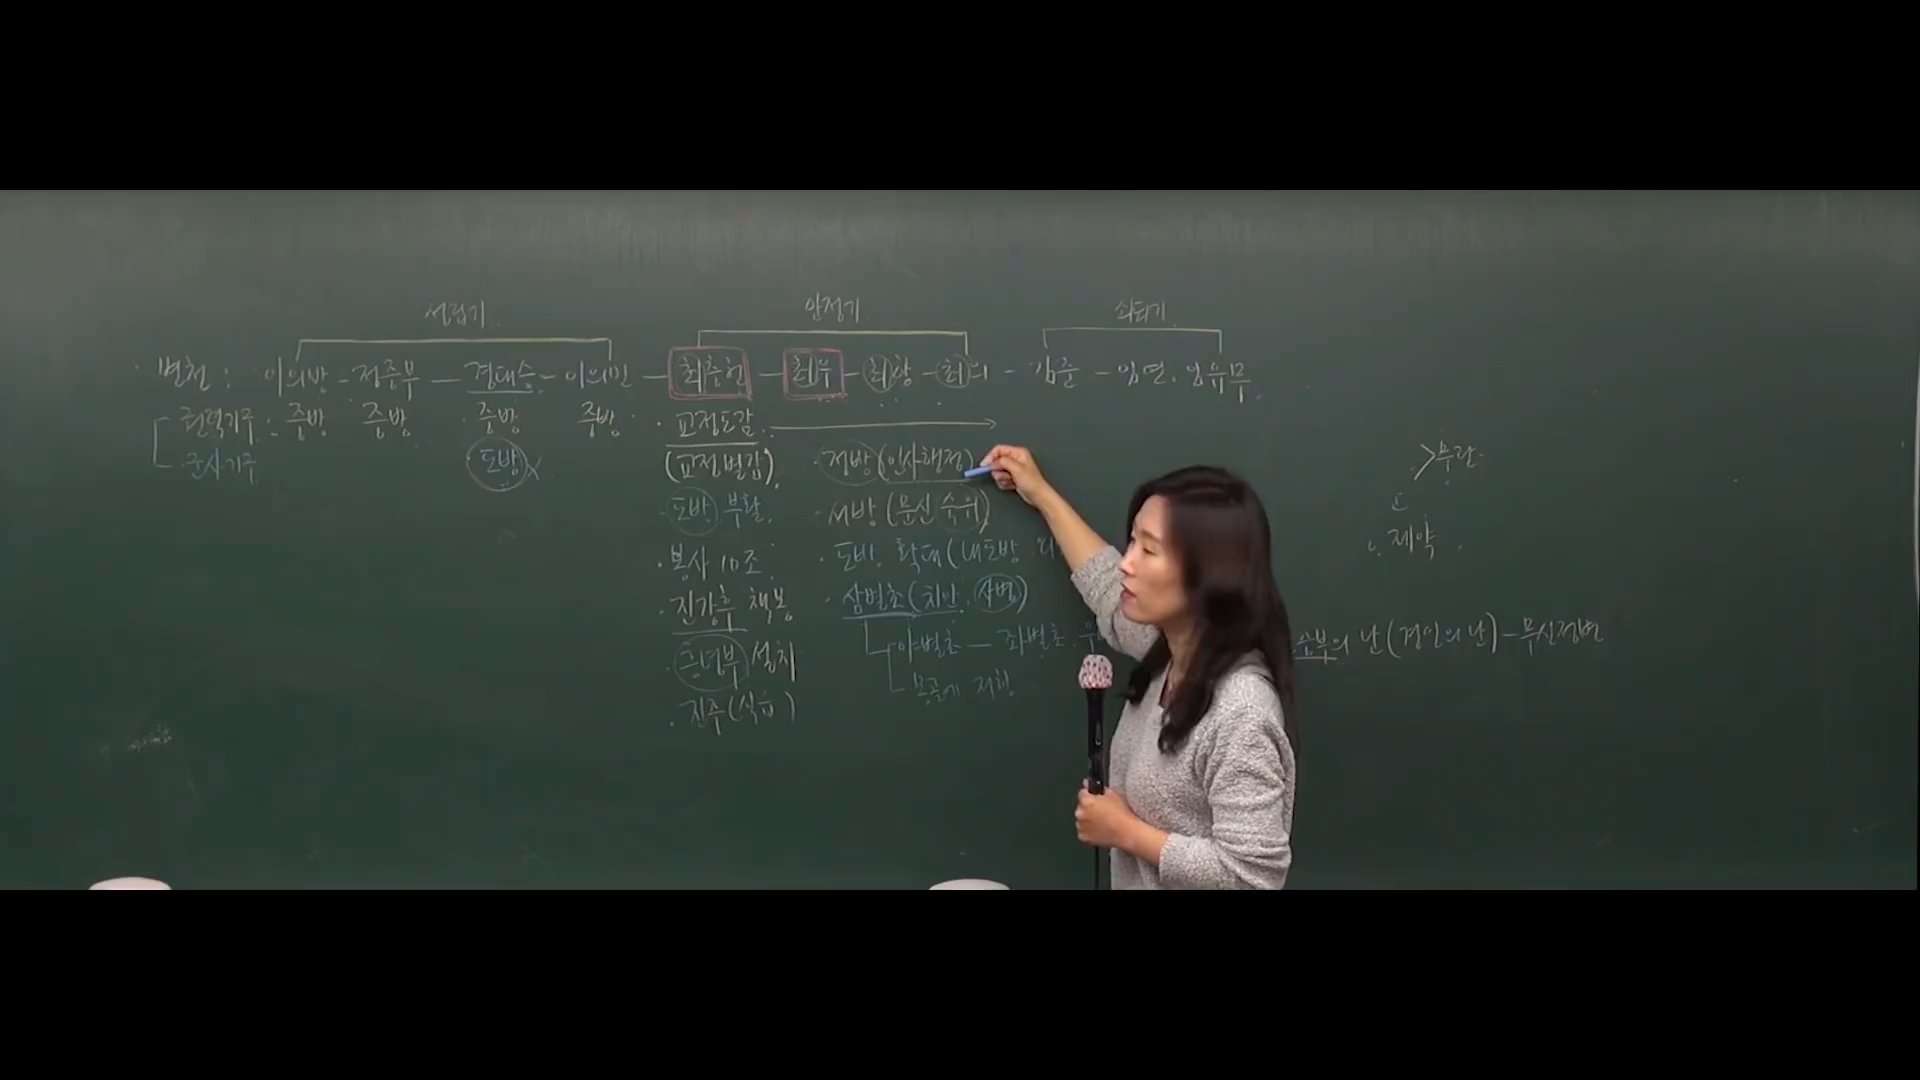 성립기 안정기 쇠퇴기
· 변천 : 이의방 - 정중부 - 경대승 - 이의민 - 최충헌 - 최우 - 최항 - 최의 - 김준 - 임연 . 임유무
권력기구 : 중방 중방 중방 중방 · 교정도감
군사기구 · 도방 (교정별감)
· 정방 (인사행정)
· 도방 부활 · 서방 (문신 숙위)
· 봉사 10조 · 도방 확대 (내도방
· 진강후 책봉 · 삼별초 (치안, 사병)
· 흥녕부 설치 야별초 — 좌별초
· 진주 (식읍) 몽골에 저항
제약
의 난 (경인의 난) - 무신정변